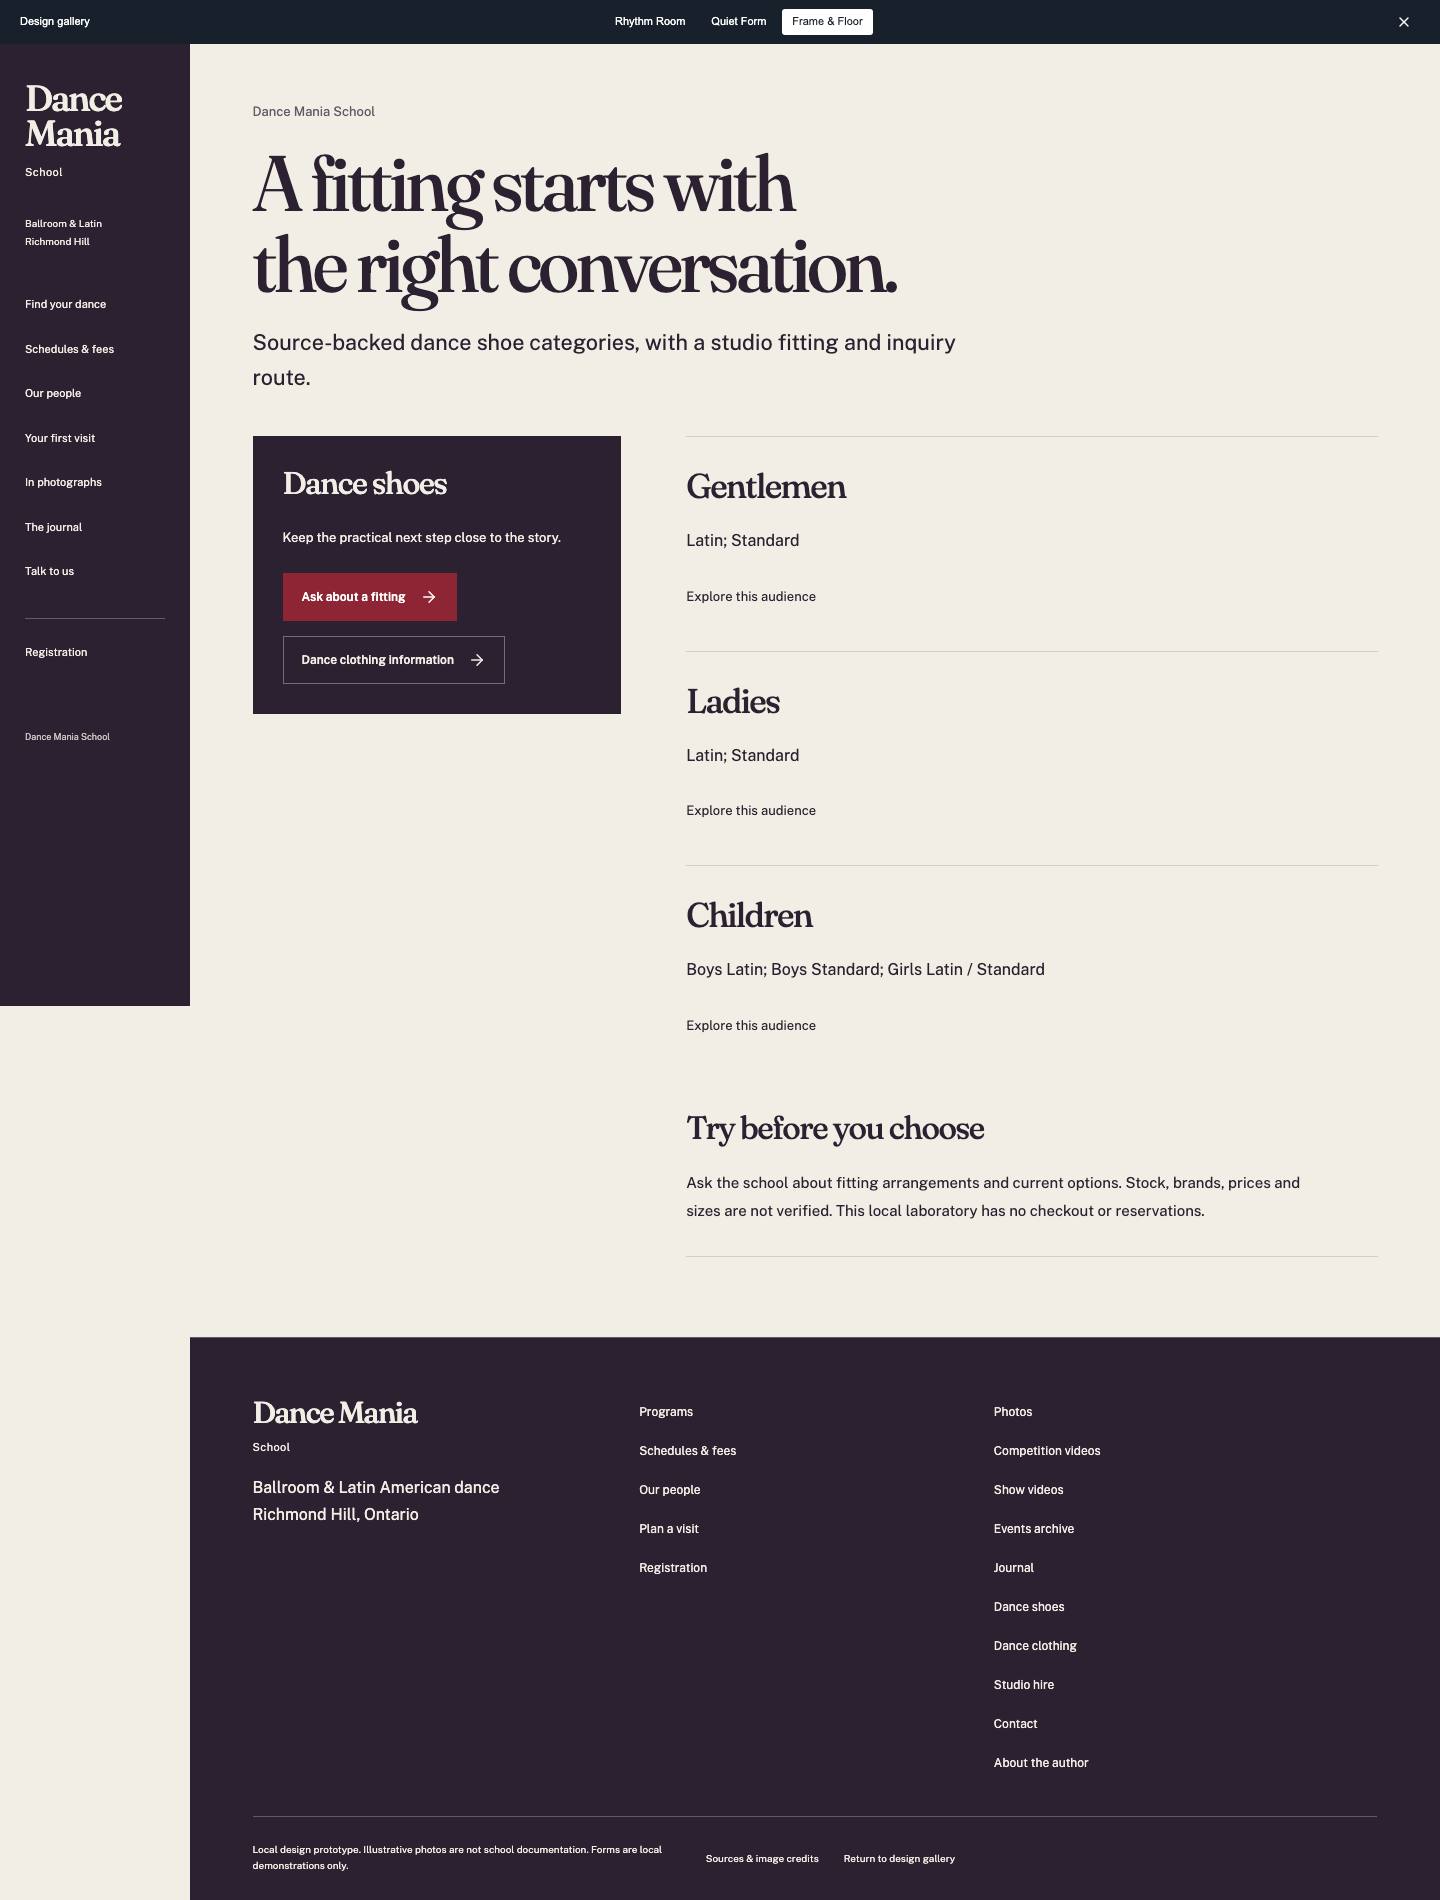 Design gallery
Rhythm Room
Quiet Form
Frame & Floor
Dance
Mania
School
Ballroom & Latin
Richmond Hill
Find your dance
Schedules & fees
Our people
Your first visit
In photographs
The journal
Talk to us
Registration
Dance Mania School
Dance Mania School
A fitting starts with
the right conversation.
Source-backed dance shoe categories, with a studio fitting and inquiry
route.
Dance shoes
Keep the practical next step close to the story.
Ask about a fitting
Dance clothing information
Gentlemen
Latin; Standard
Explore this audience
Ladies
Latin; Standard
Explore this audience
Children
Boys Latin; Boys Standard; Girls Latin / Standard
Explore this audience
Try before you choose
Ask the school about fitting arrangements and current options. Stock, brands, prices and
sizes are not verified. This local laboratory has no checkout or reservations.
Dance Mania
School
Ballroom & Latin American dance
Richmond Hill, Ontario
Programs
Schedules & fees
Our people
Plan a visit
Registration
Photos
Competition videos
Show videos
Events archive
Journal
Dance shoes
Dance clothing
Studio hire
Contact
About the author
Local design prototype. Illustrative photos are not school documentation. Forms are local
demonstrations only.
Sources & image credits
Return to design gallery